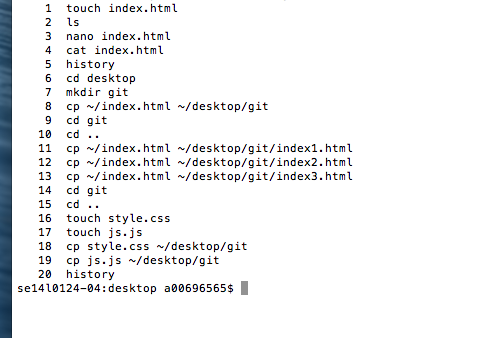 1 touch index.html
2 ls
3 nano index.html
4 cat index.html
5 history
6 cd desktop
7 mkdir git
8 cp ~/index.html ~/desktop/git
9 cd git
10 cd ..
11 cp ~/index.html ~/desktop/git/index1.html
12 cp ~/index.html ~/desktop/git/index2.html
13 cp ~/index.html ~/desktop/git/index3.html
14 cd git
15 cd ..
16 touch style.css
17 touch js.js
18 cp style.css ~/desktop/git
19 cp js.js ~/desktop/git
20 history
se14l0124-04:desktop a00696565$